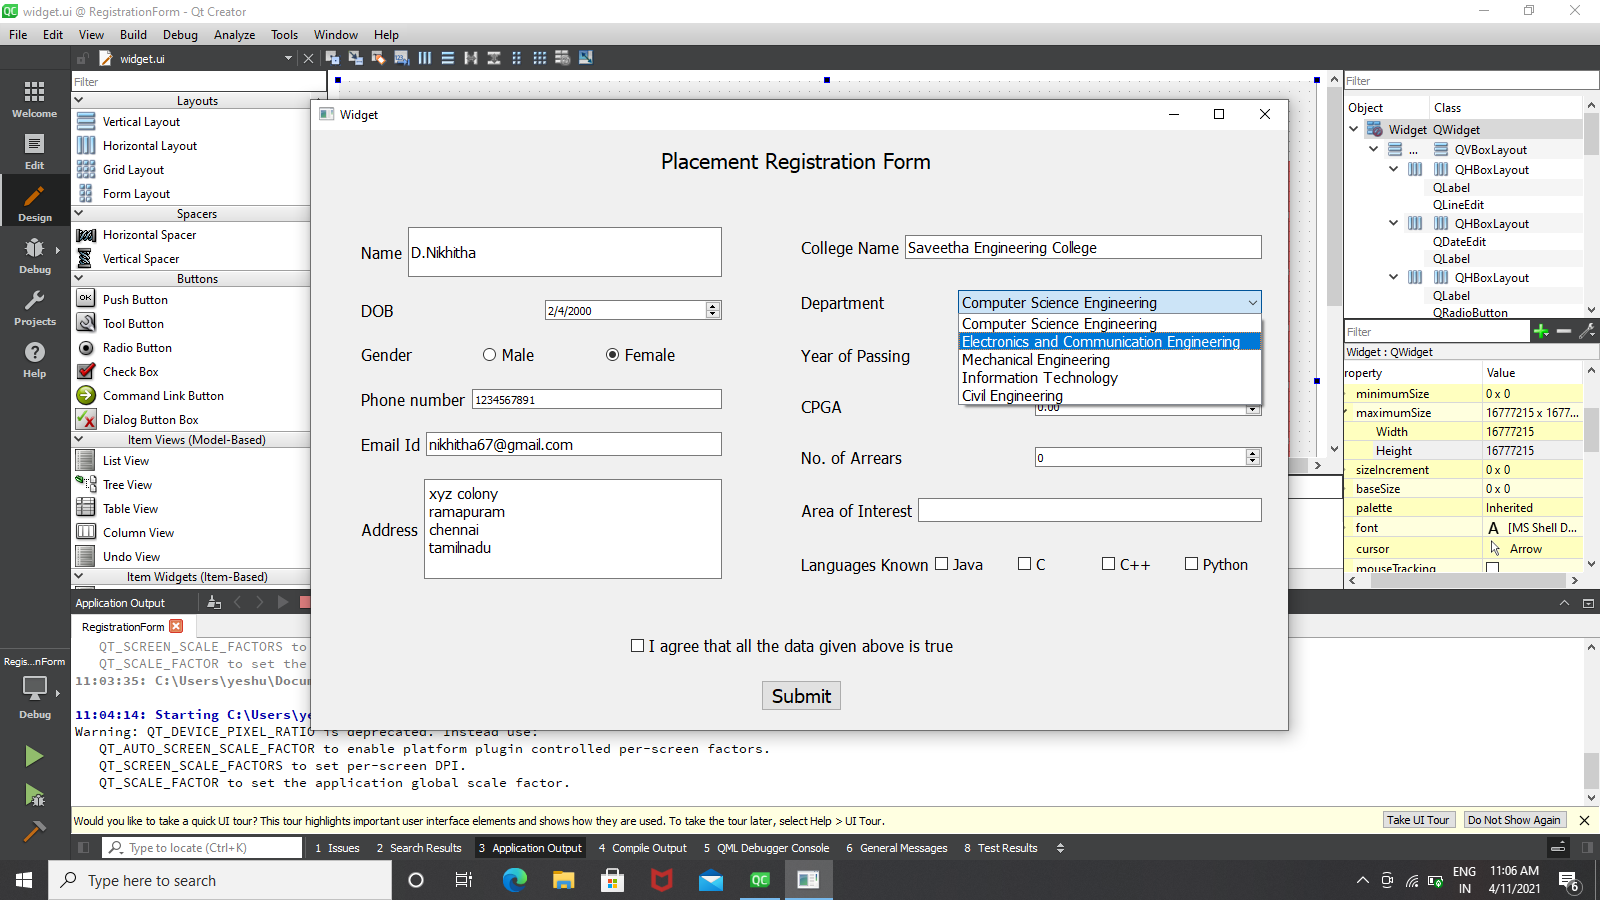 widget.ui @ RegistrationForm - Qt Creator
File Edit View Build Debug Analyze Tools Window Help
widget.ui
Filter
Layouts
Vertical Layout
Horizontal Layout
Grid Layout
Form Layout
Spacers
Horizontal Spacer
Vertical Spacer
Buttons
Push Button
Tool Button
Radio Button
Check Box
Command Link Button
Dialog Button Box
Item Views (Model-Based)
List View
Tree View
Table View
Column View
Undo View
Item Widgets (Item-Based)
Welcome
Edit
Design
Debug
Projects
Help
Regis...nForm
Debug
Widget
Placement Registration Form
Name D.Nikhitha
DOB 2/4/2000
Gender Male Female
Phone number 1234567891
Email Id nikhitha67@gmail.com
Address xyz colony
ramapuram
chennai
tamilnadu
College Name Saveetha Engineering College
Department Computer Science Engineering
Computer Science Engineering
Electronics and Communication Engineering
Mechanical Engineering
Information Technology
Civil Engineering
Year of Passing
CPGA 0.00
No. of Arrears 0
Area of Interest
Languages Known Java C C++ Python
I agree that all the data given above is true
Submit
Filter
Object Class
Widget QWidget
... QVBoxLayout
QHBoxLayout
QLabel
QLineEdit
QHBoxLayout
QDateEdit
QLabel
QHBoxLayout
QLabel
QRadioButton
Filter
Widget : QWidget
roperty Value
minimumSize 0 x 0
maximumSize 16777215 x 1677...
Width 16777215
Height 16777215
sizeIncrement 0 x 0
baseSize 0 x 0
palette Inherited
font A [MS Shell D...
cursor Arrow
mouseTracking
Application Output
RegistrationForm
QT_SCREEN_SCALE_FACTORS to
QT_SCALE_FACTOR to set the
11:03:35: C:\Users\yeshu\Docum
11:04:14: Starting C:\Users\ye
Warning: QT_DEVICE_PIXEL_RATIO is deprecated. Instead use:
QT_AUTO_SCREEN_SCALE_FACTOR to enable platform plugin controlled per-screen factors.
QT_SCREEN_SCALE_FACTORS to set per-screen DPI.
QT_SCALE_FACTOR to set the application global scale factor.
Would you like to take a quick UI tour? This tour highlights important user interface elements and shows how they are used. To take the tour later, select Help > UI Tour. Take UI Tour Do Not Show Again
Type to locate (Ctrl+K) 1 Issues 2 Search Results 3 Application Output 4 Compile Output 5 QML Debugger Console 6 General Messages 8 Test Results
Type here to search
ENG
IN
11:06 AM
4/11/2021
6